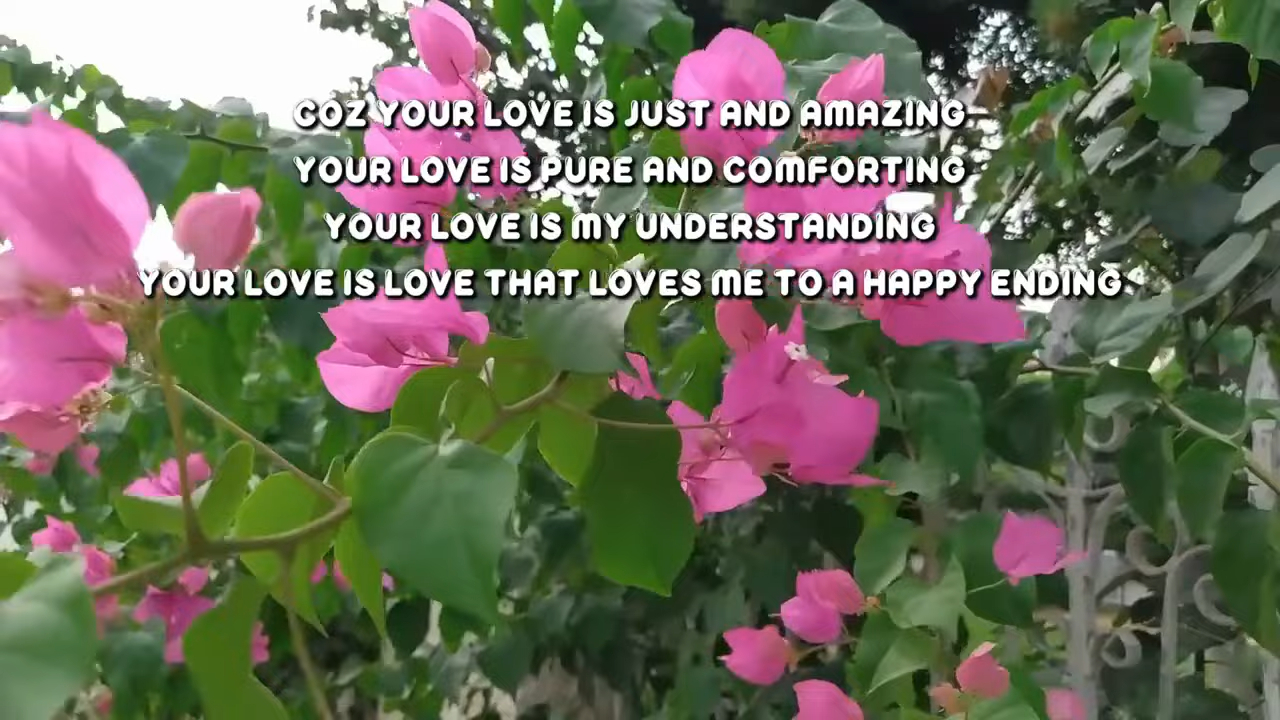 COZ YOUR LOVE IS JUST AND AMAZING
YOUR LOVE IS PURE AND COMFORTING
YOUR LOVE IS MY UNDERSTANDING
YOUR LOVE IS LOVE THAT LOVES ME TO A HAPPY ENDING